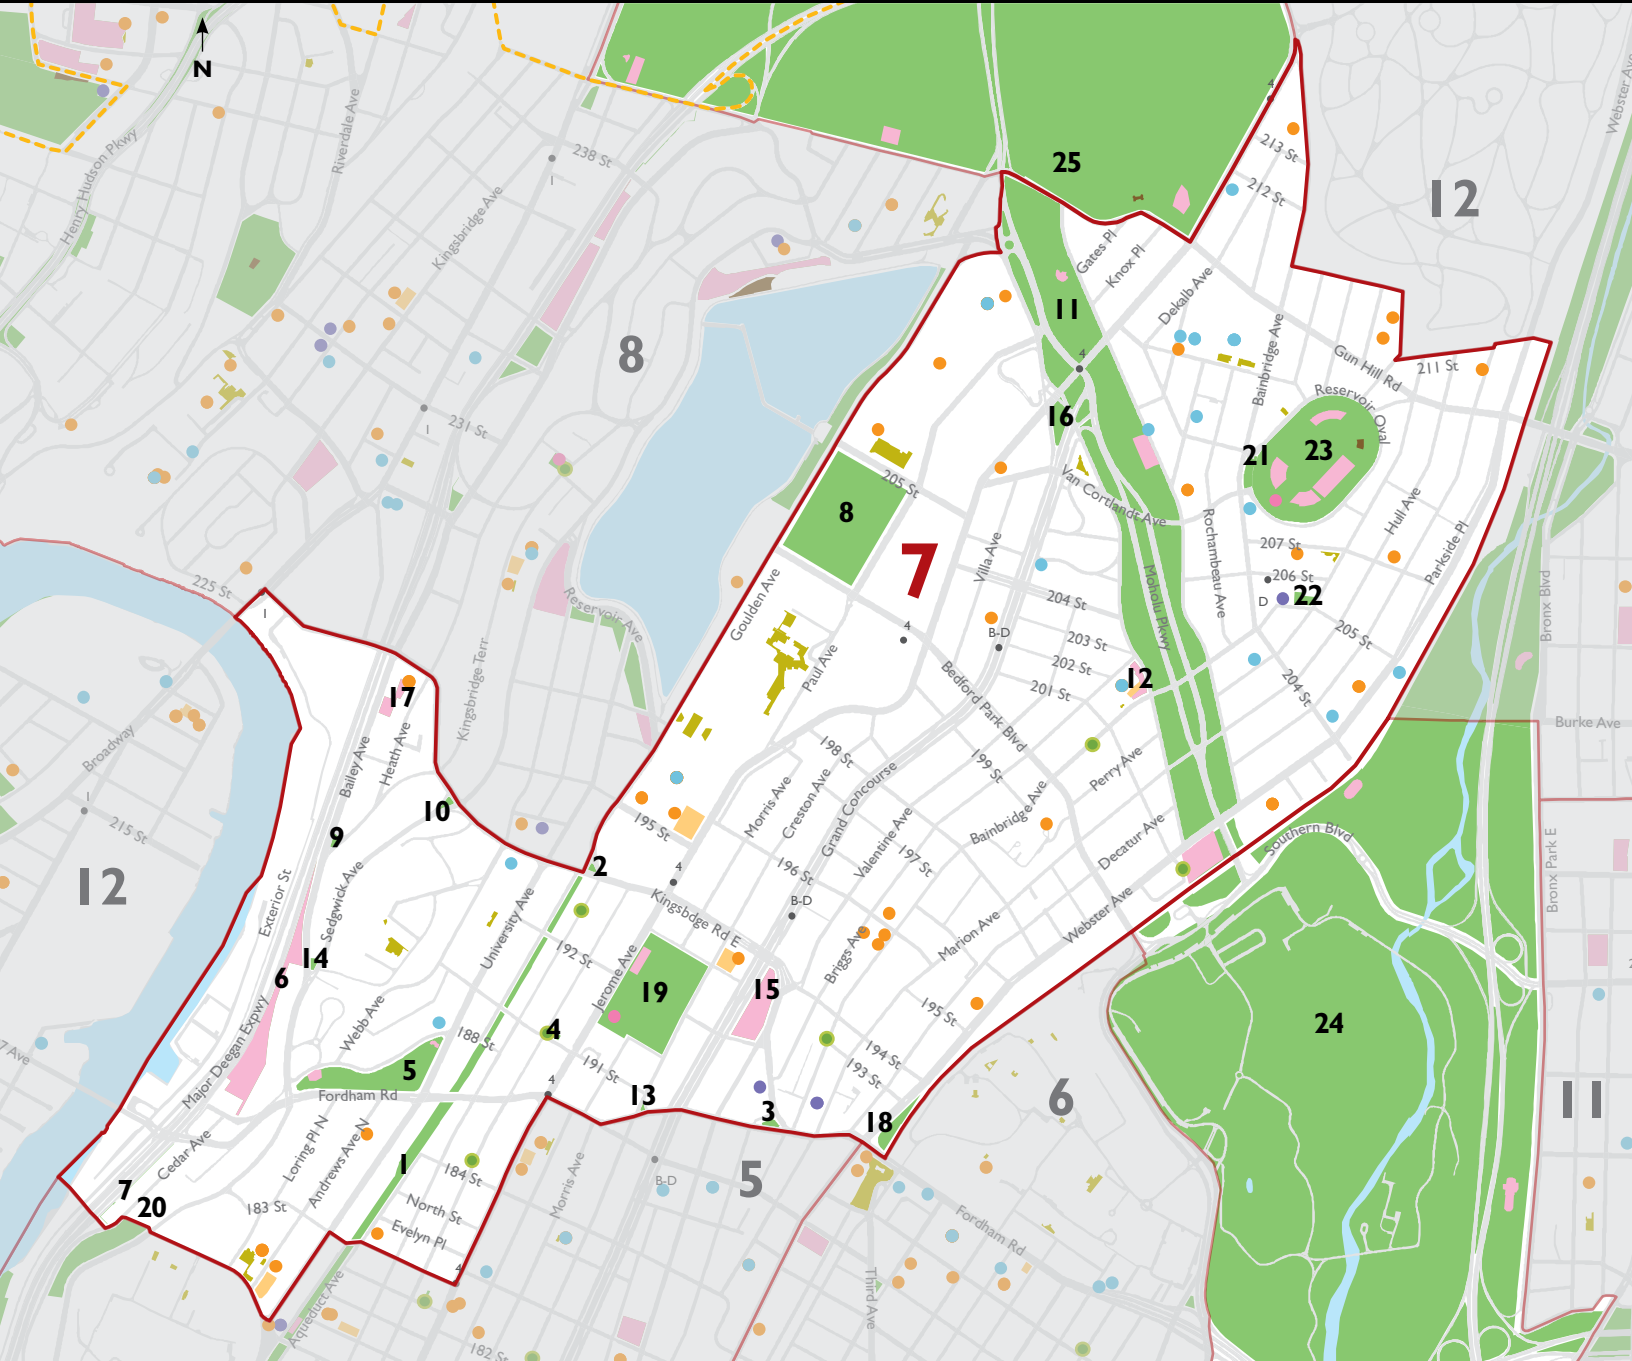 N
Henry Hudson Pkwy
Riverdale Ave
238 St
I
Kingsbridge Ave
231 St
I
8
25
4
213 St
212 St
12
Webster Ave
Gates Pl
Knox Pl
Dekalb Ave
11
4
16
Bainbridge Ave
Gun Hill Rd
211 St
Reservoir Oval
21
23
205 St
8
7
Van Cortlandt Ave
Hull Ave
Rochambeau Ave
207 St
206 St
D
22
Parkside Pl
205 St
Villa Ave
Goulden Ave
Reservoir Ave
225 St
I
204 St
203 St
202 St
201 St
Mosholu Pkwy
12
204 St
Bronx Blvd
Burke Ave
4
B-D
Paul Ave
Bedford Park Blvd
17
Kingsbridge Terr
Bailey Ave
Heath Ave
Broadway
I
215 St
12
10
9
198 St
199 St
Morris Ave
Creston Ave
Grand Concourse
Valentine Ave
Perry Ave
Bainbridge Ave
Decatur Ave
Southern Blvd
195 St
2
4
196 St
197 St
Kingsbdge Rd E
B-D
Webster Ave
Marion Ave
Briggs Ave
Bronx Park E
Exterior St
Sedgwick Ave
14
6
University Ave
192 St
Jerome Ave
19
15
195 St
24
Webb Ave
Major Deegan Expwy
188 St
4
191 St
194 St
193 St
5
Fordham Rd
4
13
3
18
6
11
Cedar Ave
Loring Pl N
Andrews Ave N
1
184 St
North St
Evelyn Pl
183 St
7
20
Morris Ave
B-D
5
Fordham Rd
Third Ave
4
Aqueduct Ave
182 St